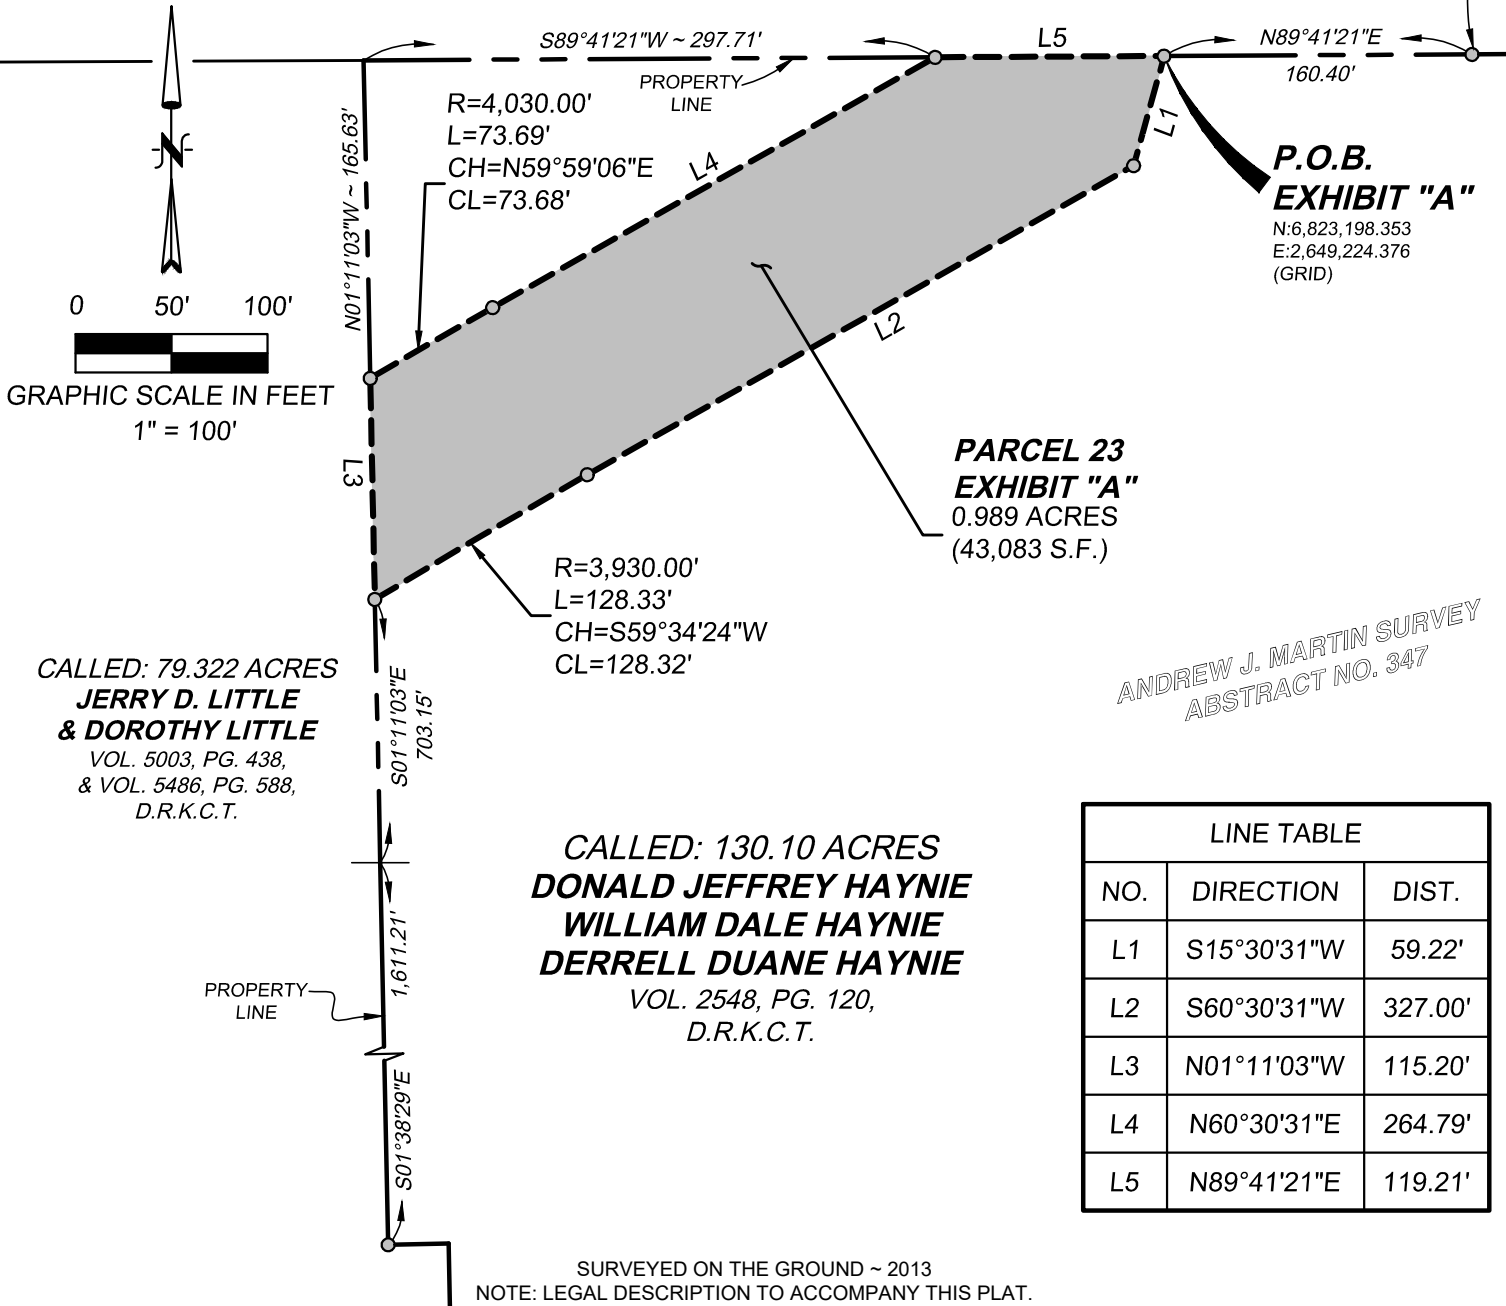 S89°41'21"W ~ 297.71'
L5
N89°41'21"E
160.40'
PROPERTY
LINE
N
N01°11'03"W ~ 165.63'
R=4,030.00'
L=73.69'
CH=N59°59'06"E
CL=73.68'
L4
L1
P.O.B.
EXHIBIT "A"
N:6,823,198.353
E:2,649,224.376
(GRID)
0 50' 100'
GRAPHIC SCALE IN FEET
1" = 100'
L2
L3
PARCEL 23
EXHIBIT "A"
0.989 ACRES
(43,083 S.F.)
R=3,930.00'
L=128.33'
CH=S59°34'24"W
CL=128.32'
ANDREW J. MARTIN SURVEY
ABSTRACT NO. 347
CALLED: 79.322 ACRES
JERRY D. LITTLE
& DOROTHY LITTLE
VOL. 5003, PG. 438,
& VOL. 5486, PG. 588,
D.R.K.C.T.
S01°11'03"E
703.15'
CALLED: 130.10 ACRES
DONALD JEFFREY HAYNIE
WILLIAM DALE HAYNIE
DERRELL DUANE HAYNIE
VOL. 2548, PG. 120,
D.R.K.C.T.
1,611.21'
PROPERTY
LINE
S01°38'29"E
LINE TABLE
NO. DIRECTION DIST.
L1 S15°30'31"W 59.22'
L2 S60°30'31"W 327.00'
L3 N01°11'03"W 115.20'
L4 N60°30'31"E 264.79'
L5 N89°41'21"E 119.21'
SURVEYED ON THE GROUND ~ 2013
NOTE: LEGAL DESCRIPTION TO ACCOMPANY THIS PLAT.